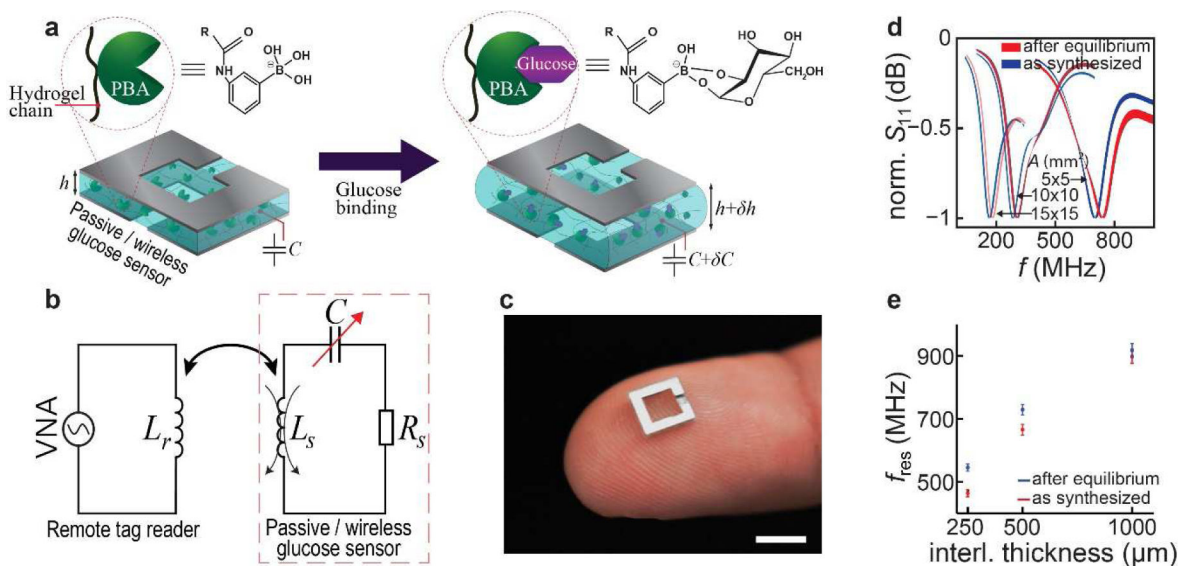 a
R
O
NH
OH
B
⊖
OH
OH
PBA
Hydrogel
chain
h
Passive / wireless
glucose sensor
C
Glucose
binding
PBA
Glucose
R
O
NH
OH
⊖
B
O
O
OH
HO
O
CH₂OH
h+δh
C+δC
b
VNA
Lr
Remote tag reader
C
Ls
Rs
Passive / wireless
glucose sensor
c
d
norm. S11 (dB)
0
−0.5
−1
after equilibrium
as synthesized
A (mm²)
5x5
10x10
15x15
200 500 800
f (MHz)
e
fres (MHz)
900
700
500
after equilibrium
as synthesized
250 500 1000
interl. thickness (μm)